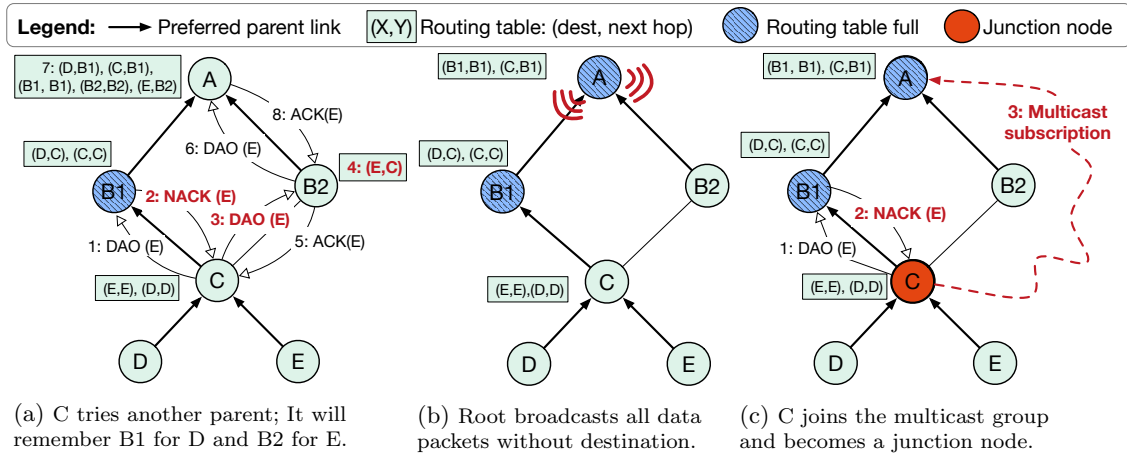 Legend: Preferred parent link (X,Y) Routing table: (dest, next hop) Routing table full Junction node
7: (D,B1), (C,B1),
(B1, B1), (B2,B2), (E,B2)
A
8: ACK(E)
6: DAO (E)
(D,C), (C,C)
B1
2: NACK (E)
B2
4: (E,C)
3: DAO (E)
1: DAO (E)
5: ACK(E)
(E,E), (D,D)
C
D
E
(a) C tries another parent; It will
remember B1 for D and B2 for E.
(B1,B1), (C,B1)
A
(D,C), (C,C)
B1
B2
(E,E),(D,D)
C
D
E
(b) Root broadcasts all data
packets without destination.
(B1, B1), (C,B1)
A
3: Multicast
subscription
(D,C), (C,C)
B1
B2
2: NACK (E)
1: DAO (E)
(E,E), (D,D)
C
D
E
(c) C joins the multicast group
and becomes a junction node.